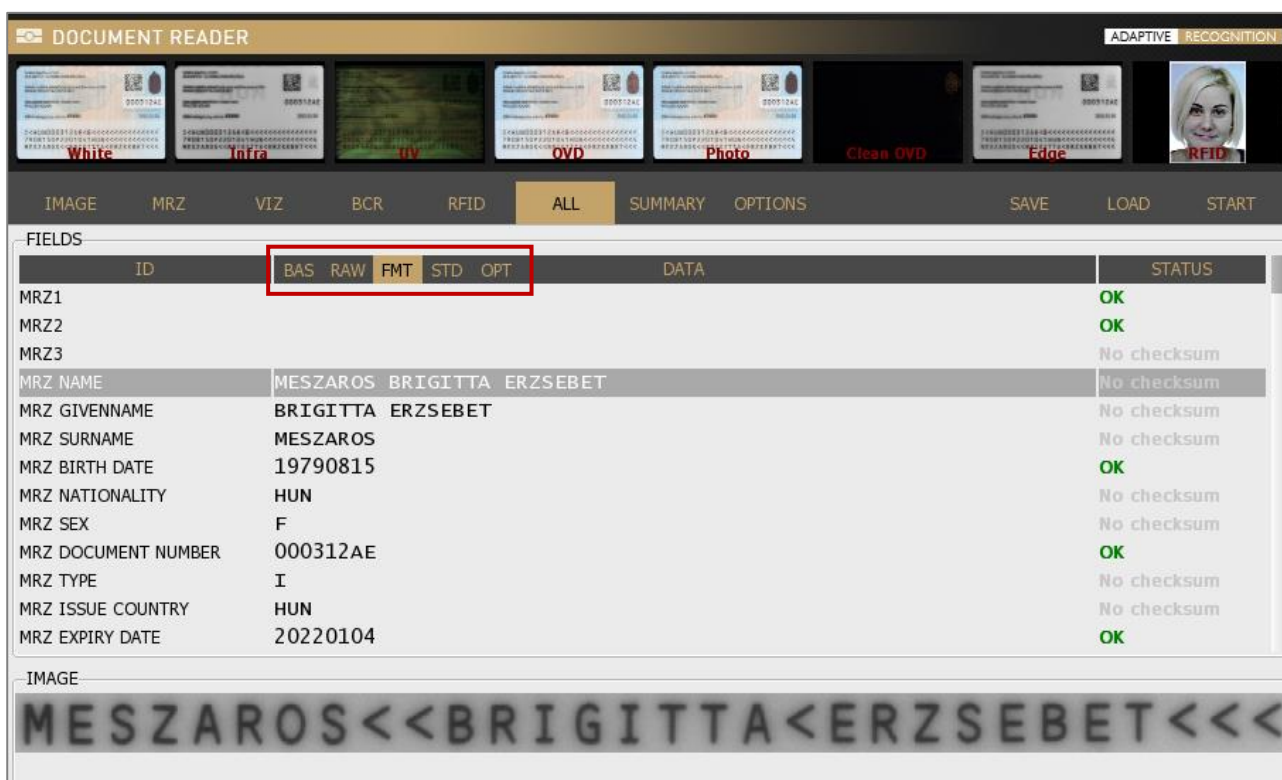 DOCUMENT READER ADAPTIVE RECOGNITION
White Infra UV OVD Photo Clean OVD Edge RFID
IMAGE MRZ VIZ BCR RFID ALL SUMMARY OPTIONS SAVE LOAD START
FIELDS
ID BAS RAW FMT STD OPT DATA STATUS
MRZ1 OK
MRZ2 OK
MRZ3 No checksum
MRZ NAME MESZAROS BRIGITTA ERZSEBET No checksum
MRZ GIVENNAME BRIGITTA ERZSEBET No checksum
MRZ SURNAME MESZAROS No checksum
MRZ BIRTH DATE 19790815 OK
MRZ NATIONALITY HUN No checksum
MRZ SEX F No checksum
MRZ DOCUMENT NUMBER 000312AE OK
MRZ TYPE I No checksum
MRZ ISSUE COUNTRY HUN No checksum
MRZ EXPIRY DATE 20220104 OK
IMAGE
MESZAROS<<BRIGITTA<ERZSEBET<<<